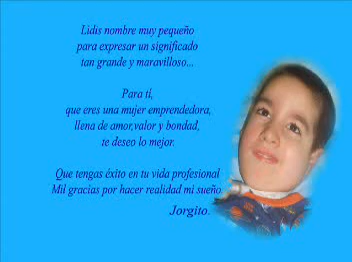 Lidis nombre muy pequeño
para expresar un significado
tan grande y maravilloso...
Para tí,
que eres una mujer emprendedora,
llena de amor,valor y bondad,
te deseo lo mejor.
Que tengas éxito en tu vida profesional
Mil gracias por hacer realidad mi sueño
Jorgito.